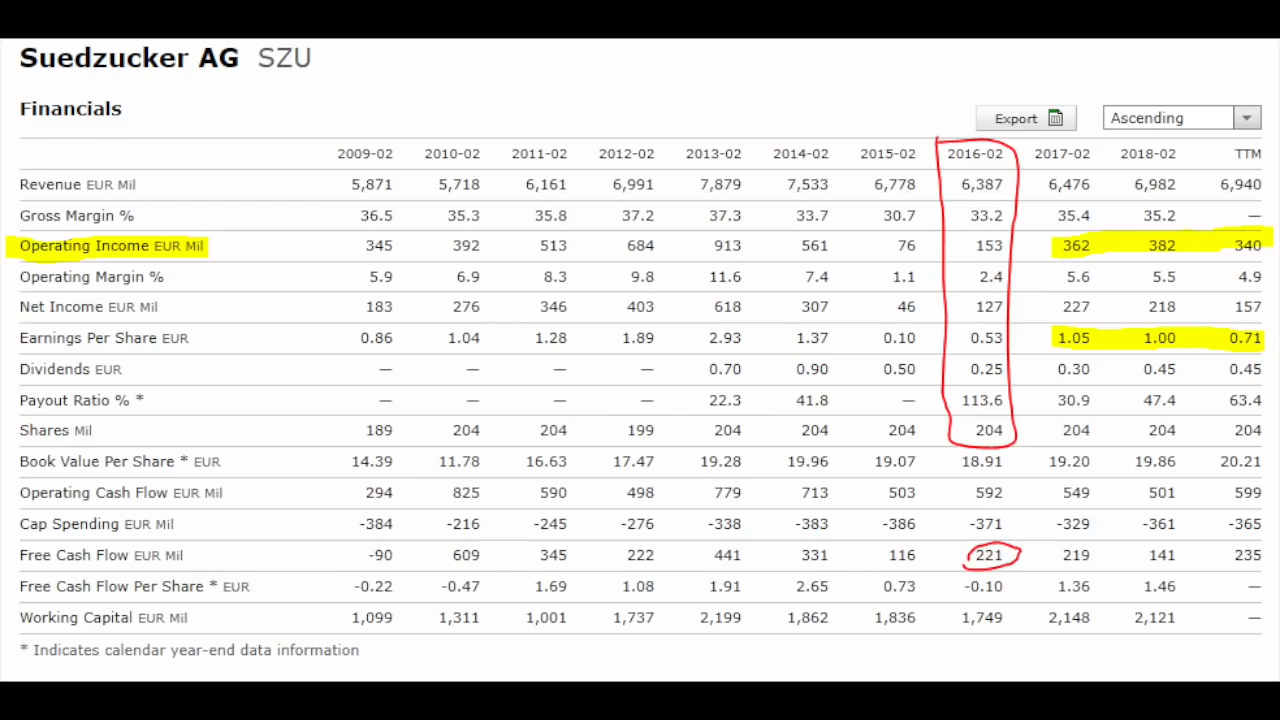 Suedzucker AG SZU
Financials
Export Ascending
2009-02 2010-02 2011-02 2012-02 2013-02 2014-02 2015-02 2016-02 2017-02 2018-02 TTM
Revenue EUR Mil 5,871 5,718 6,161 6,991 7,879 7,533 6,778 6,387 6,476 6,982 6,940
Gross Margin % 36.5 35.3 35.8 37.2 37.3 33.7 30.7 33.2 35.4 35.2 —
Operating Income EUR Mil 345 392 513 684 913 561 76 153 362 382 340
Operating Margin % 5.9 6.9 8.3 9.8 11.6 7.4 1.1 2.4 5.6 5.5 4.9
Net Income EUR Mil 183 276 346 403 618 307 46 127 227 218 157
Earnings Per Share EUR 0.86 1.04 1.28 1.89 2.93 1.37 0.10 0.53 1.05 1.00 0.71
Dividends EUR — — — — 0.70 0.90 0.50 0.25 0.30 0.45 0.45
Payout Ratio % * — — — — 22.3 41.8 — 113.6 30.9 47.4 63.4
Shares Mil 189 204 204 199 204 204 204 204 204 204 204
Book Value Per Share * EUR 14.39 11.78 16.63 17.47 19.28 19.96 19.07 18.91 19.20 19.86 20.21
Operating Cash Flow EUR Mil 294 825 590 498 779 713 503 592 549 501 599
Cap Spending EUR Mil -384 -216 -245 -276 -338 -383 -386 -371 -329 -361 -365
Free Cash Flow EUR Mil -90 609 345 222 441 331 116 221 219 141 235
Free Cash Flow Per Share * EUR -0.22 -0.47 1.69 1.08 1.91 2.65 0.73 -0.10 1.36 1.46 —
Working Capital EUR Mil 1,099 1,311 1,001 1,737 2,199 1,862 1,836 1,749 2,148 2,121 —
* Indicates calendar year-end data information